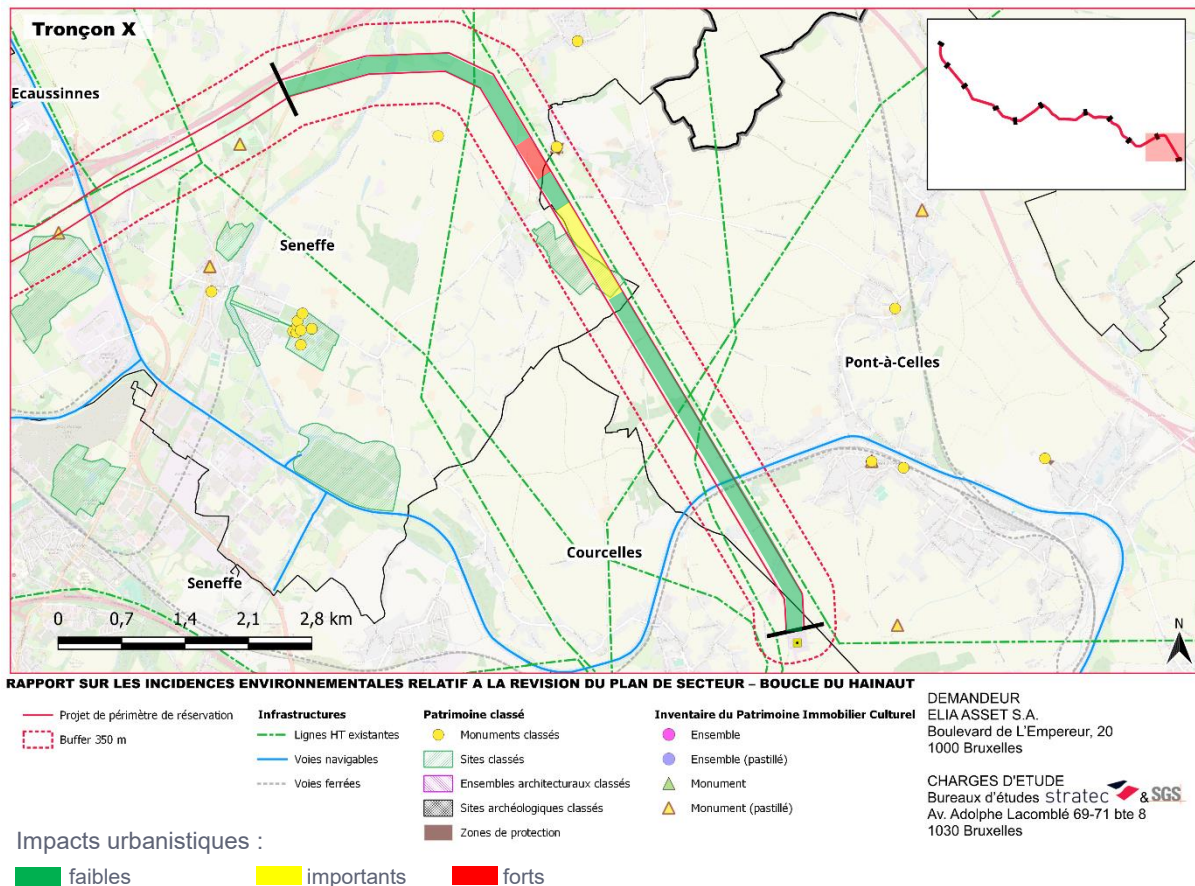 Tronçon X
Ecaussinnes
Seneffe
Pont-à-Celles
Courcelles
Seneffe
0 0,7 1,4 2,1 2,8 km
N
RAPPORT SUR LES INCIDENCES ENVIRONNEMENTALES RELATIF A LA REVISION DU PLAN DE SECTEUR – BOUCLE DU HAINAUT
Projet de périmètre de réservation
Buffer 350 m
Infrastructures
Lignes HT existantes
Voies navigables
Voies ferrées
Patrimoine classé
Monuments classés
Sites classés
Ensembles architecturaux classés
Sites archéologiques classés
Zones de protection
Inventaire du Patrimoine Immobilier Culturel
Ensemble
Ensemble (pastillé)
Monument
Monument (pastillé)
DEMANDEUR
ELIA ASSET S.A.
Boulevard de L'Empereur, 20
1000 Bruxelles
CHARGES D'ETUDE
Bureaux d'études stratec & SGS
Av. Adolphe Lacomblé 69-71 bte 8
1030 Bruxelles
Impacts urbanistiques :
faibles importants forts